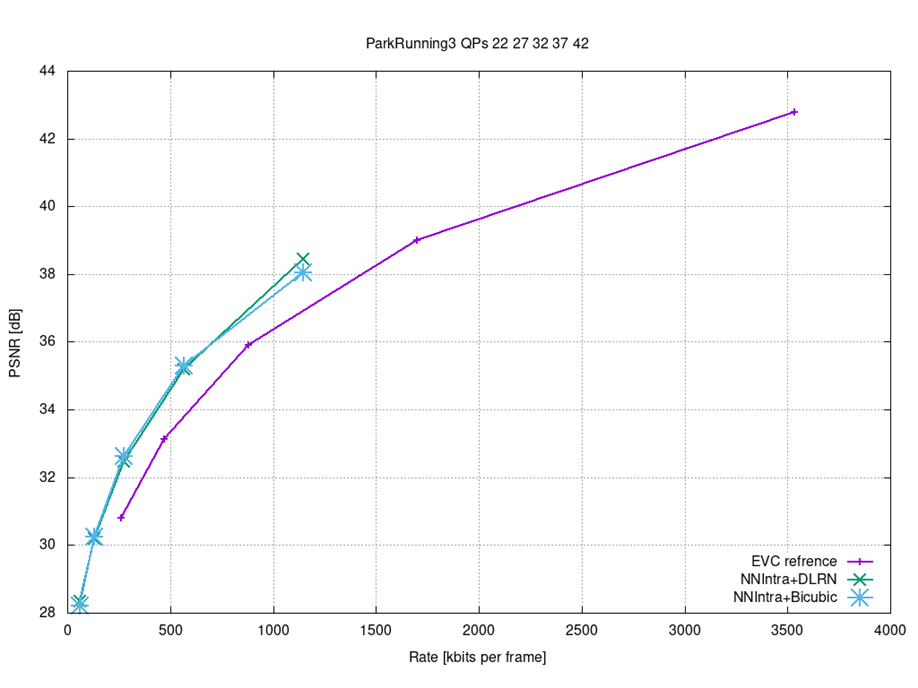 ParkRunning3 QPs 22 27 32 37 42
44
42
40
38
36
34
32
30
28
PSNR [dB]
EVC refrence
NNIntra+DLRN
NNIntra+Bicubic
0 500 1000 1500 2000 2500 3000 3500 4000
Rate [kbits per frame]